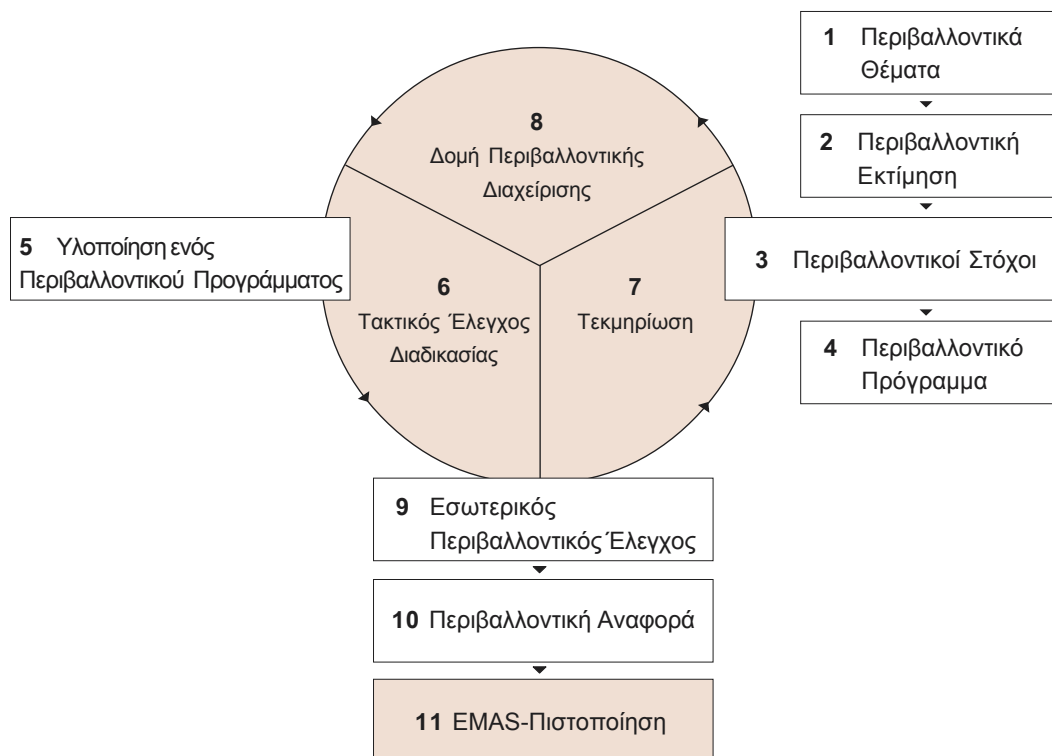 1 Περιβαλλοντικά
Θέματα
2 Περιβαλλοντική
Εκτίμηση
3 Περιβαλλοντικοί Στόχοι
4 Περιβαλλοντικό
Πρόγραμμα
5 Υλοποίηση ενός
Περιβαλλοντικού Προγράμματος
6
Τακτικός Έλεγχος
Διαδικασίας
7
Τεκμηρίωση
8
Δομή Περιβαλλοντικής
Διαχείρισης
9 Εσωτερικός
Περιβαλλοντικός Έλεγχος
10 Περιβαλλοντική Αναφορά
11 EMAS-Πιστοποίηση